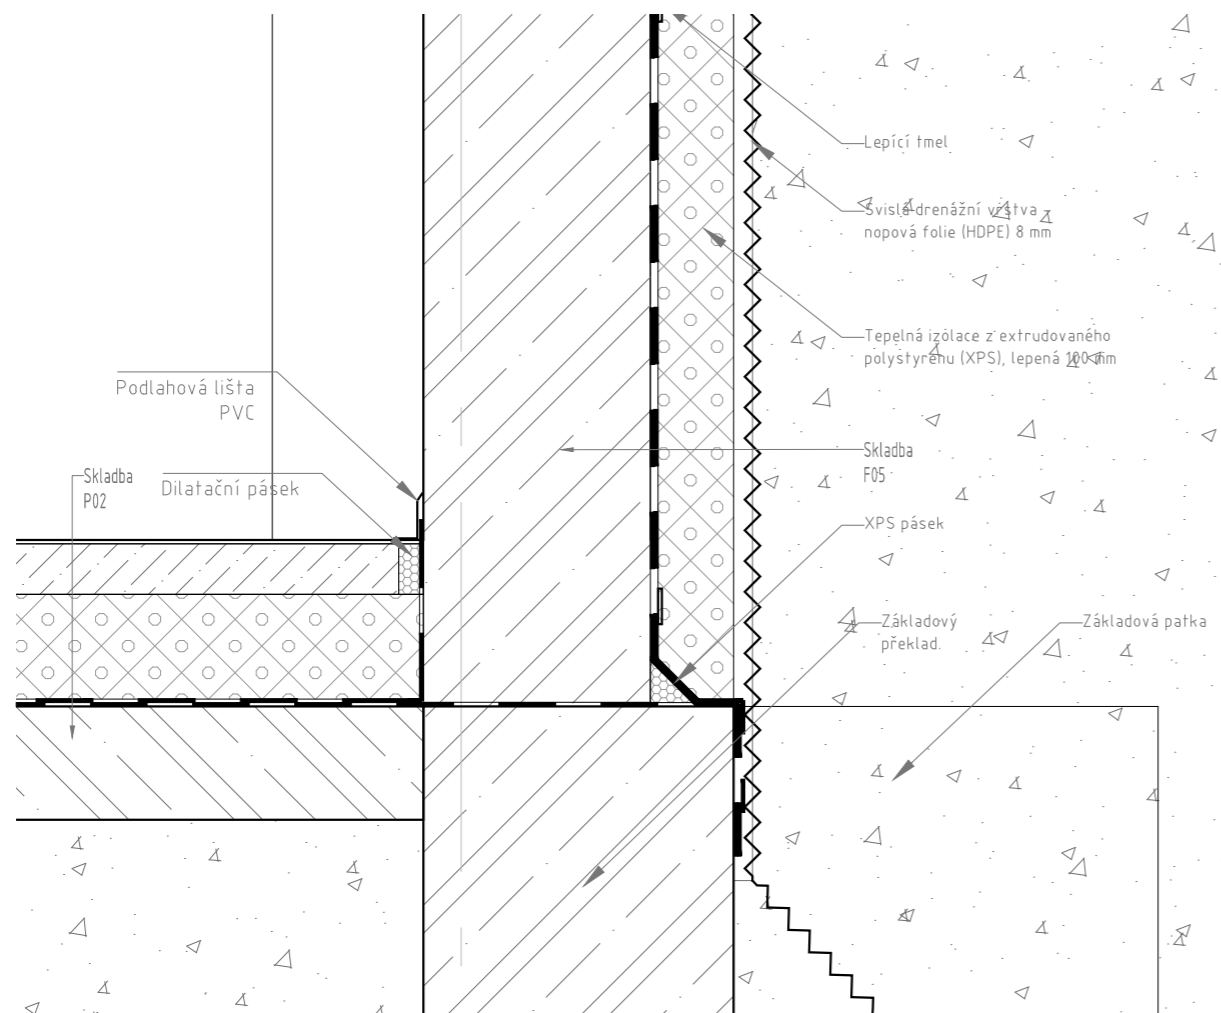 Lepící tmel
Svislá drenážní vrstva -
nopová folie (HDPE) 8 mm
Tepelná izolace z extrudovaného
polystyrenu (XPS), lepená 100 mm
Podlahová lišta
PVC
Skladba
P02
Dilatační pásek
Skladba
F05
XPS pásek
Základový
překlad.
Základová patka